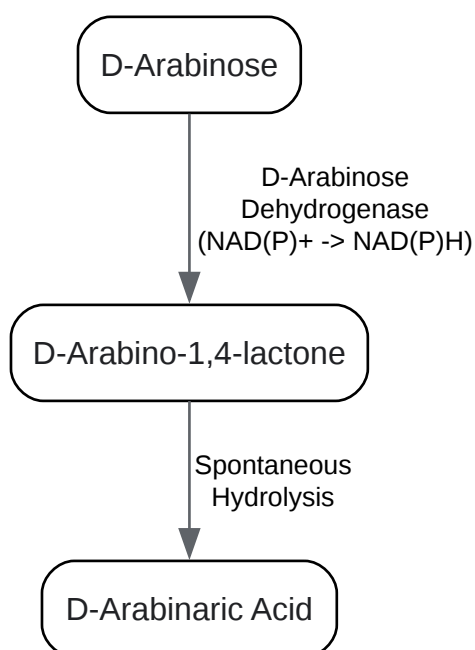 D-Arabinose
D-Arabinose
Dehydrogenase
(NAD(P)+ -> NAD(P)H)
D-Arabino-1,4-lactone
Spontaneous
Hydrolysis
D-Arabinaric Acid